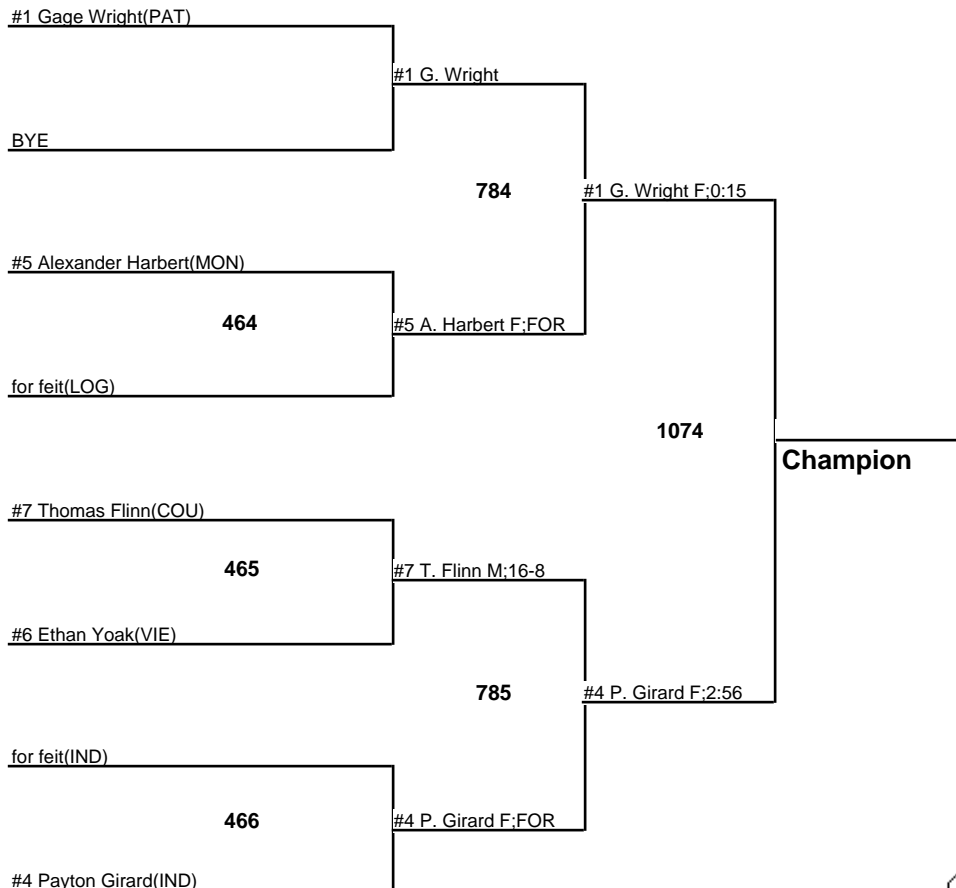 #1 Gage Wright(PAT)
#1 G. Wright
BYE
784
#1 G. Wright F;0:15
#5 Alexander Harbert(MON)
464
#5 A. Harbert F;FOR
for feit(LOG)
1074
Champion
#7 Thomas Flinn(COU)
465
#7 T. Flinn M;16-8
#6 Ethan Yoak(VIE)
785
#4 P. Girard F;2:56
for feit(IND)
466
#4 P. Girard F;FOR
#4 Payton Girard(IND)